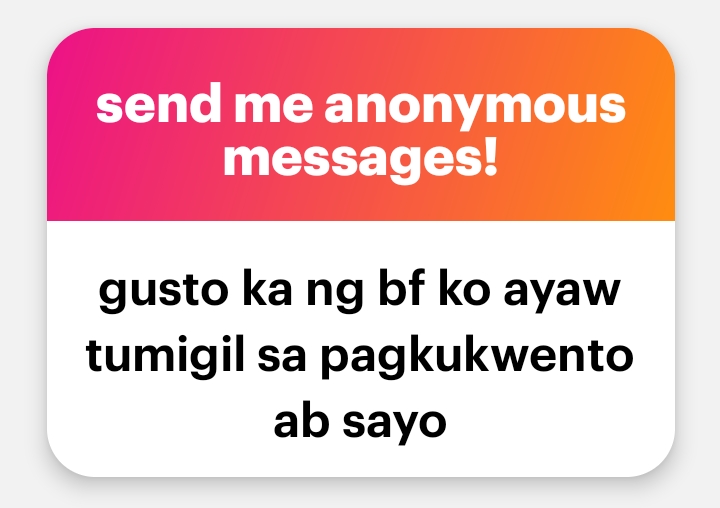 send me anonymous
messages!
gusto ka ng bf ko ayaw
tumigil sa pagkukwento
ab sayo